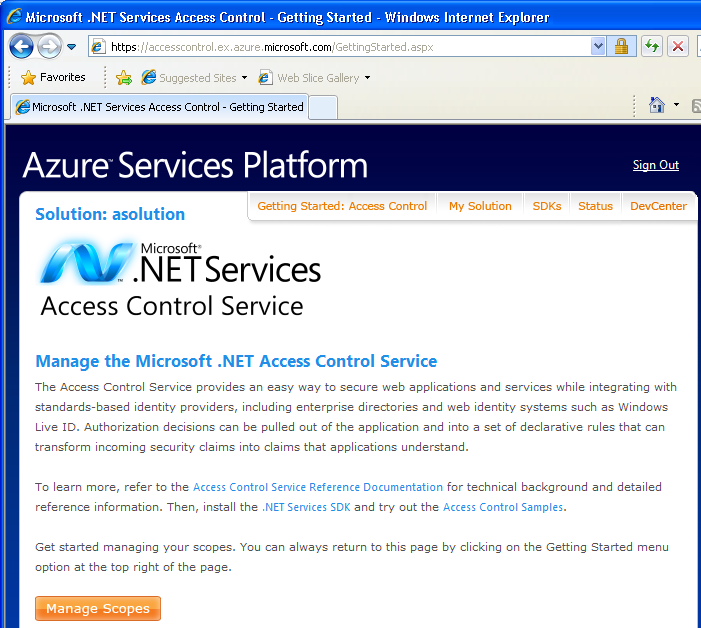 Microsoft .NET Services Access Control - Getting Started - Windows Internet Explorer
https://accesscontrol.ex.azure.microsoft.com/GettingStarted.aspx
Favorites Suggested Sites Web Slice Gallery
Microsoft .NET Services Access Control - Getting Started
Azure™ Services Platform
Sign Out
Solution: asolution
Getting Started: Access Control My Solution SDKs Status DevCenter
Microsoft®
.NET Services
Access Control Service
Manage the Microsoft .NET Access Control Service
The Access Control Service provides an easy way to secure web applications and services while integrating with
standards-based identity providers, including enterprise directories and web identity systems such as Windows
Live ID. Authorization decisions can be pulled out of the application and into a set of declarative rules that can
transform incoming security claims into claims that applications understand.
To learn more, refer to the Access Control Service Reference Documentation for technical background and detailed
reference information. Then, install the .NET Services SDK and try out the Access Control Samples.
Get started managing your scopes. You can always return to this page by clicking on the Getting Started menu
option at the top right of the page.
Manage Scopes